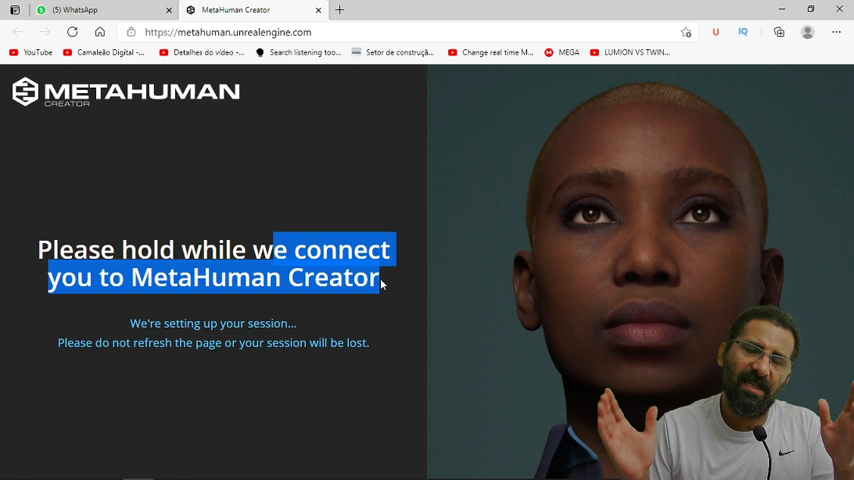 (5) WhatsApp
MetaHuman Creator
https://metahuman.unrealengine.com
U
IQ
YouTube
Camaleão Digital -...
Detalhes do vídeo -...
Search listening too...
Setor de construçã...
Change real time M...
MEGA
LUMION VS TWIN...
METAHUMAN
CREATOR
Please hold while we connect
you to MetaHuman Creator.
We're setting up your session...
Please do not refresh the page or your session will be lost.